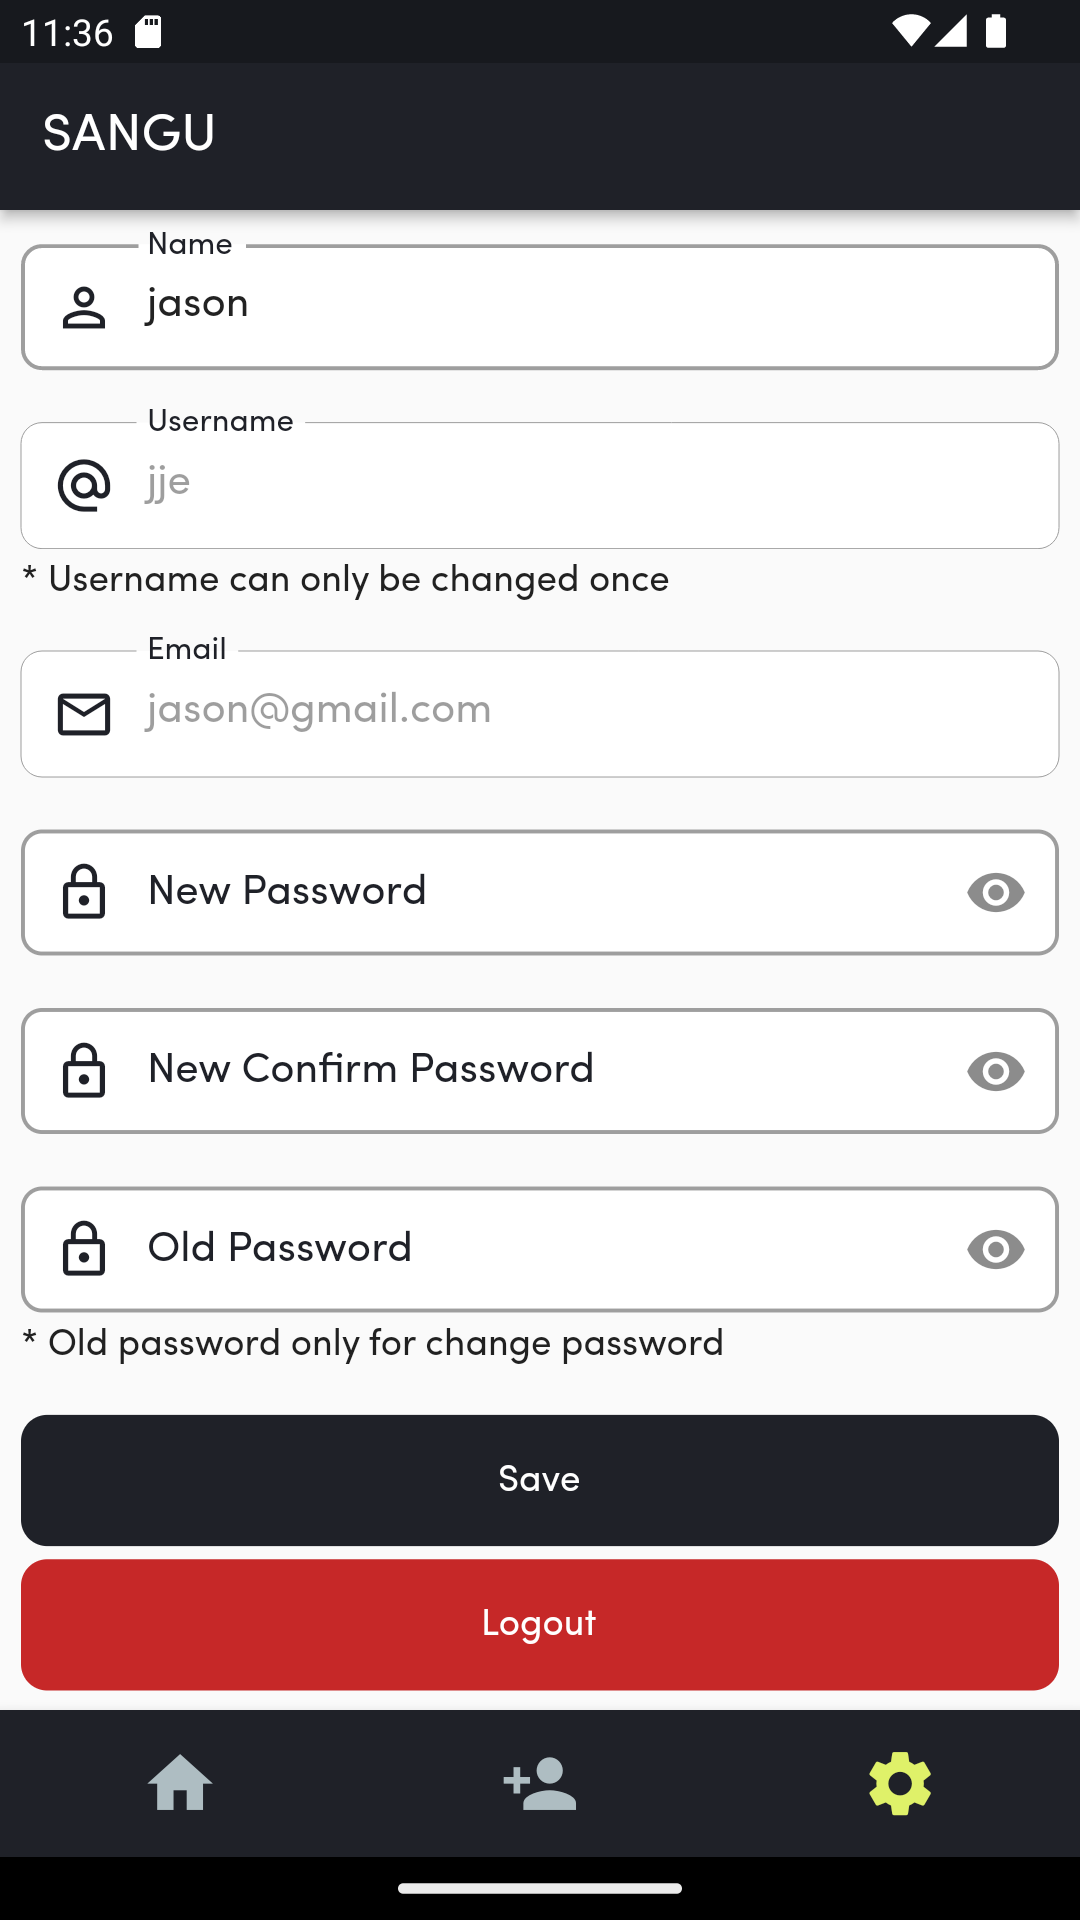 11:36
SANGU
Name
jason
Username
jje
* Username can only be changed once
Email
jason@gmail.com
New Password
New Confirm Password
Old Password
* Old password only for change password
Save
Logout